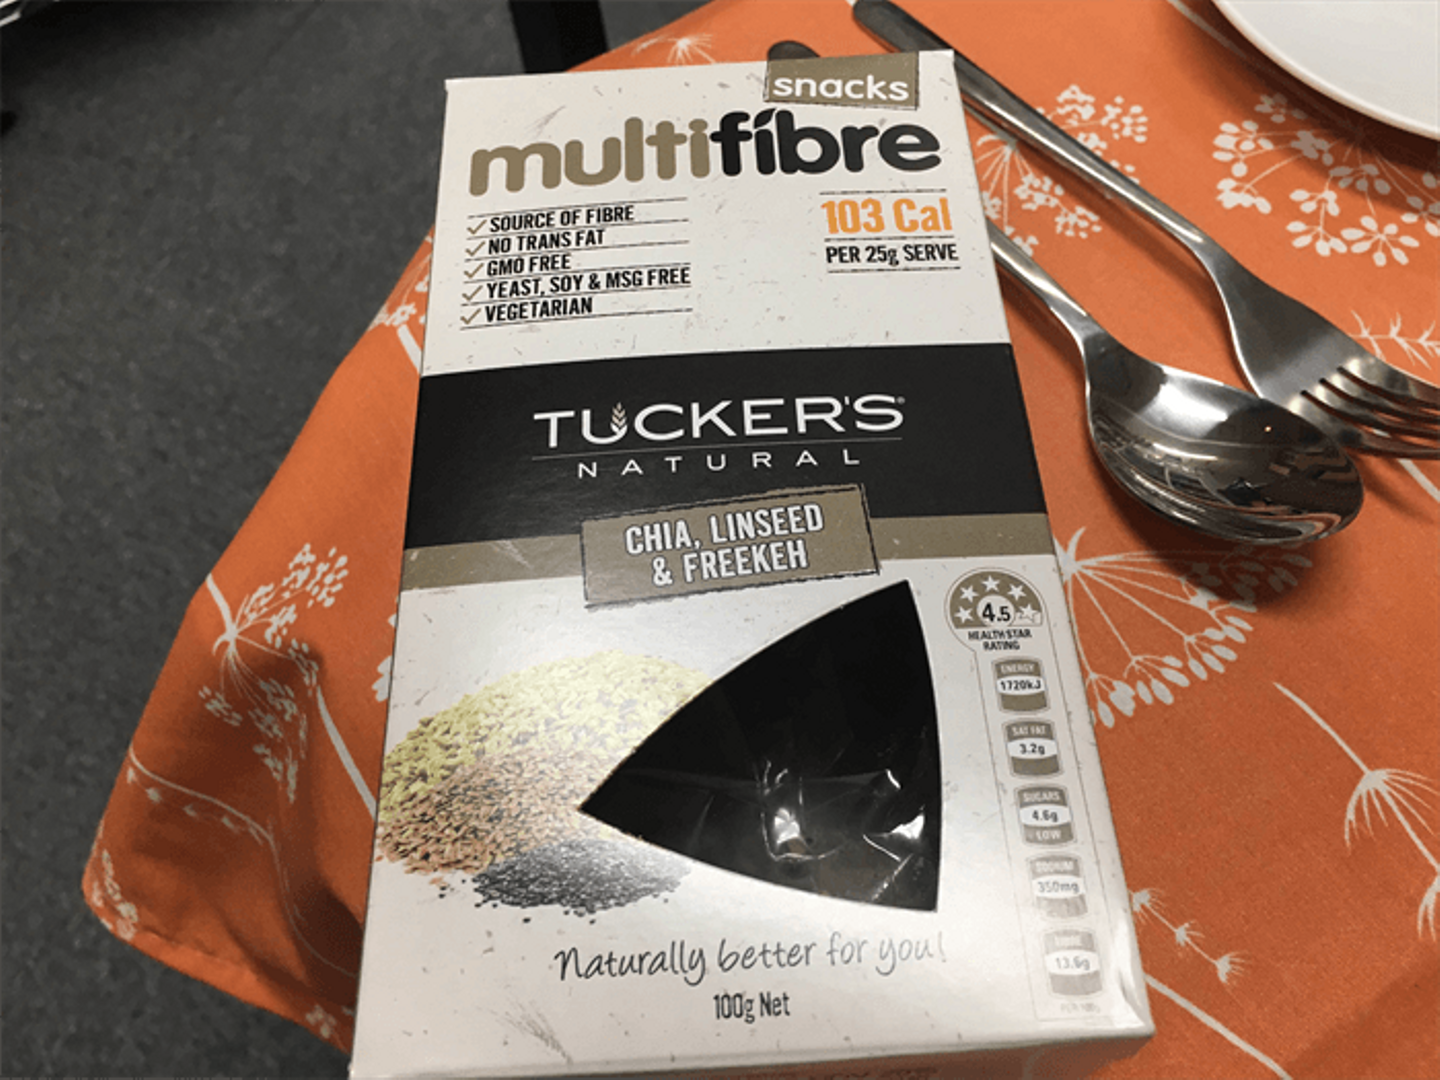 snacks
multifibre
SOURCE OF FIBRE
NO TRANS FAT
GMO FREE
YEAST, SOY & MSG FREE
VEGETARIAN
103 Cal
PER 25g SERVE
TUCKER'S
NATURAL
CHIA, LINSEED
& FREEKEH
4.5
HEALTH STAR
RATING
ENERGY
1720kJ
SAT FAT
3.2g
SUGARS
4.6g
LOW
SODIUM
350mg
13.6g
Naturally better for you!
100g Net